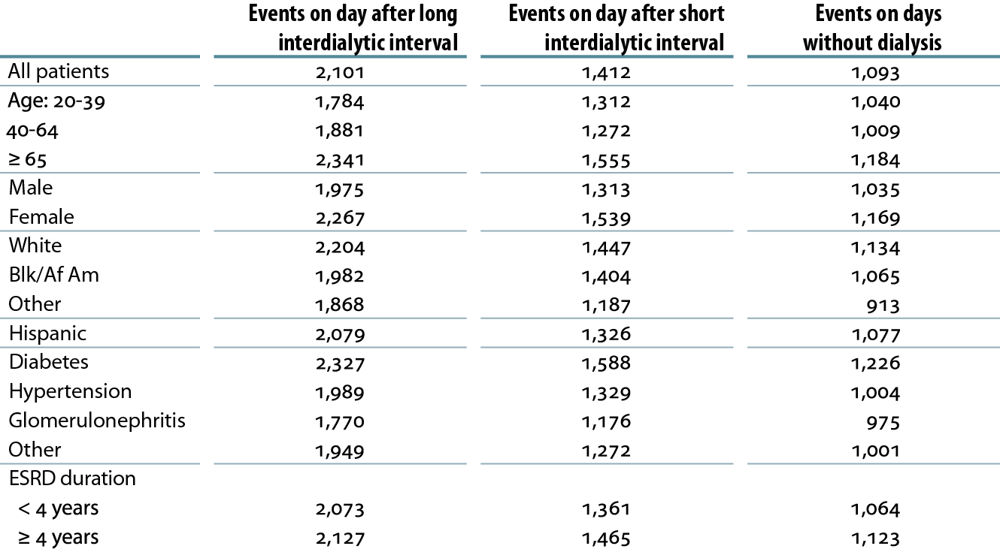 Events on day after long interdialytic interval Events on day after short interdialytic interval Events on days without dialysis
All patients 2,101 1,412 1,093
Age: 20-39 1,784 1,312 1,040
40-64 1,881 1,272 1,009
≥ 65 2,341 1,555 1,184
Male 1,975 1,313 1,035
Female 2,267 1,539 1,169
White 2,204 1,447 1,134
Blk/Af Am 1,982 1,404 1,065
Other 1,868 1,187 913
Hispanic 2,079 1,326 1,077
Diabetes 2,327 1,588 1,226
Hypertension 1,989 1,329 1,004
Glomerulonephritis 1,770 1,176 975
Other 1,949 1,272 1,001
ESRD duration
< 4 years 2,073 1,361 1,064
≥ 4 years 2,127 1,465 1,123